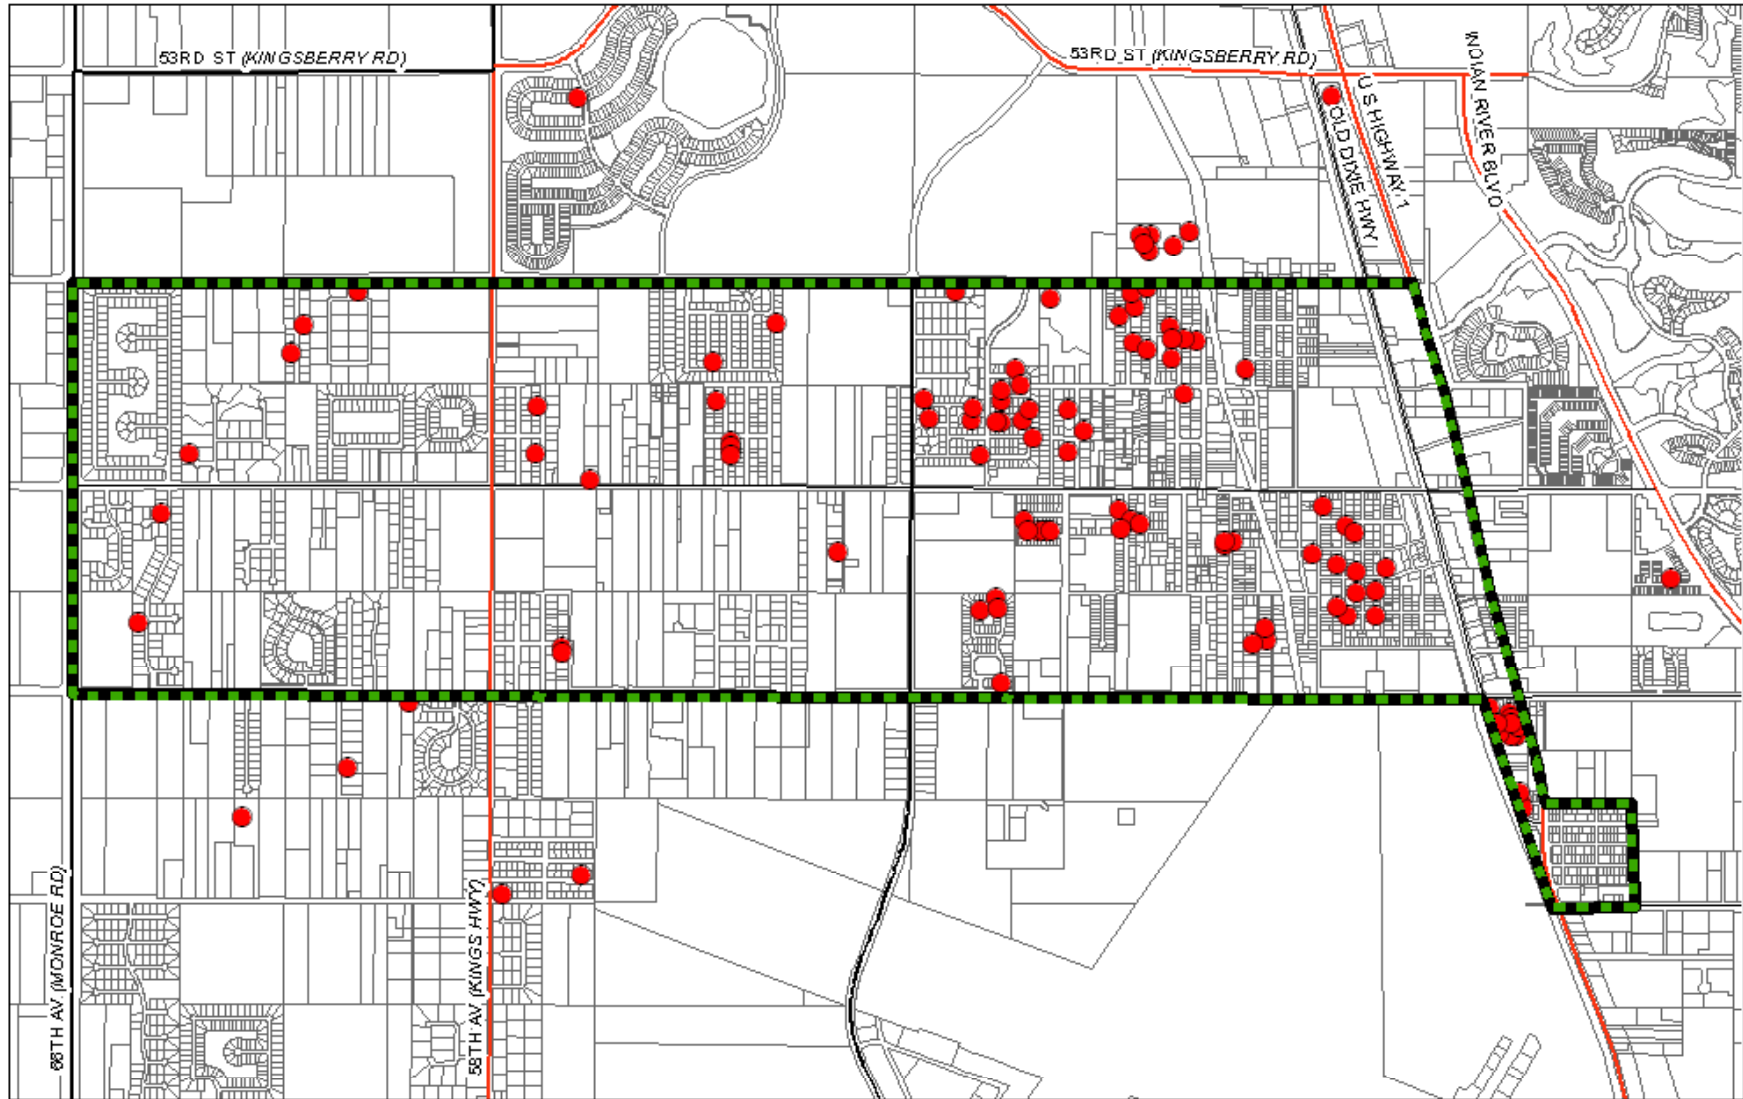 53RD ST (KINGSBERRY RD)
53RD ST (KINGSBERRY RD)
INDIAN RIVER BLVD
U S HIGHWAY 1
OLD DIXIE HWY
66TH AV (MONROE RD)
58TH AV (KINGS HWY)